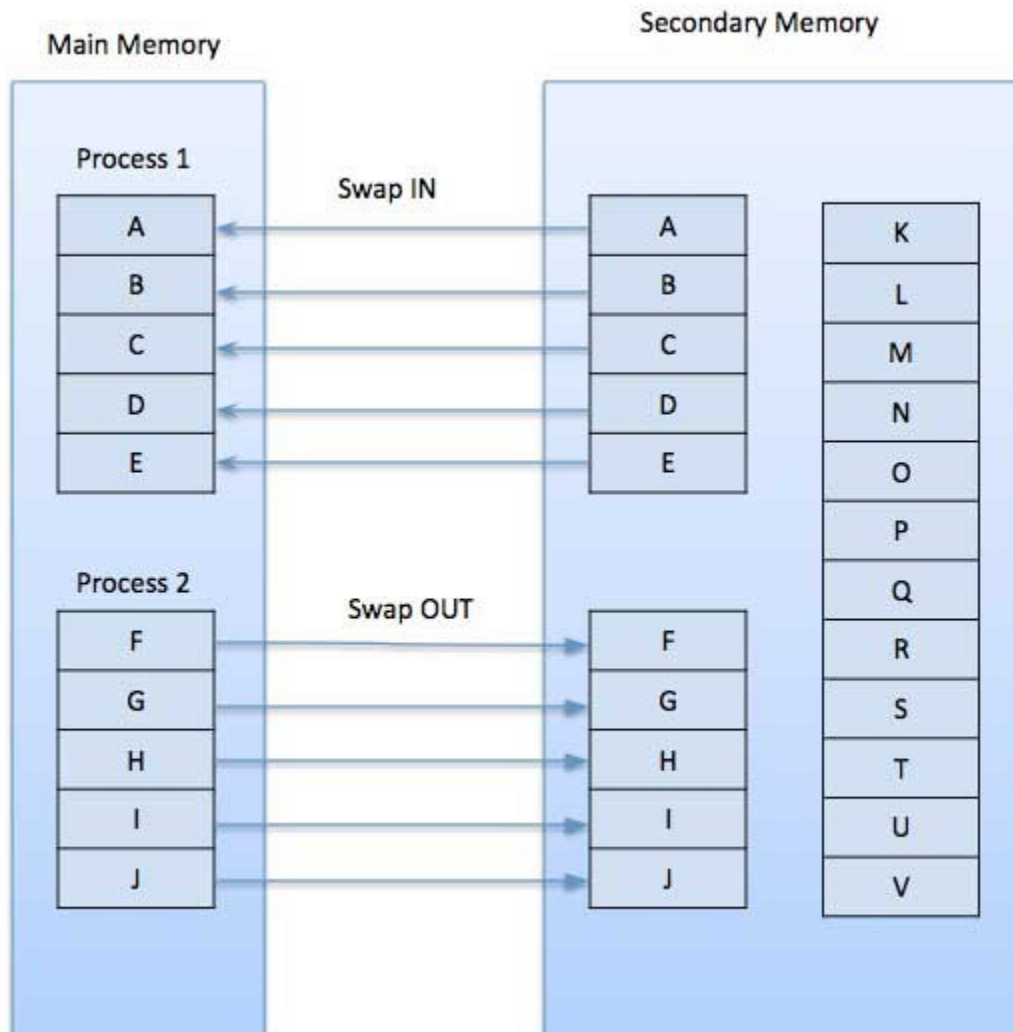 Main Memory
Secondary Memory
Process 1
Swap IN
A
B
C
D
E
A
B
C
D
E
Process 2
Swap OUT
F
G
H
I
J
F
G
H
I
J
K
L
M
N
O
P
Q
R
S
T
U
V